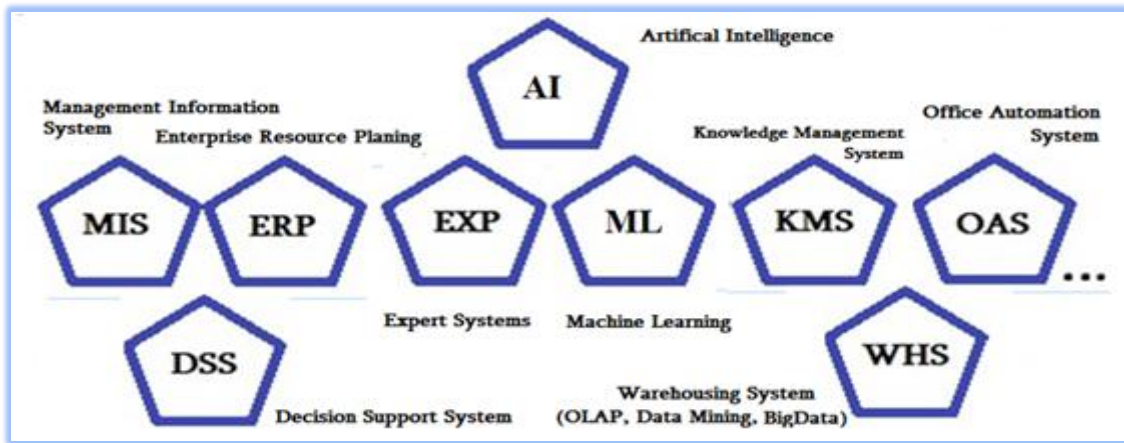 Artifical Intelligence
AI
Management Information
System
Enterprise Resource Planing
Knowledge Management
System
Office Automation
System
MIS
ERP
EXP
ML
KMS
OAS
...
Expert Systems
Machine Learning
DSS
WHS
Decision Support System
Warehousing System
(OLAP, Data Mining, BigData)